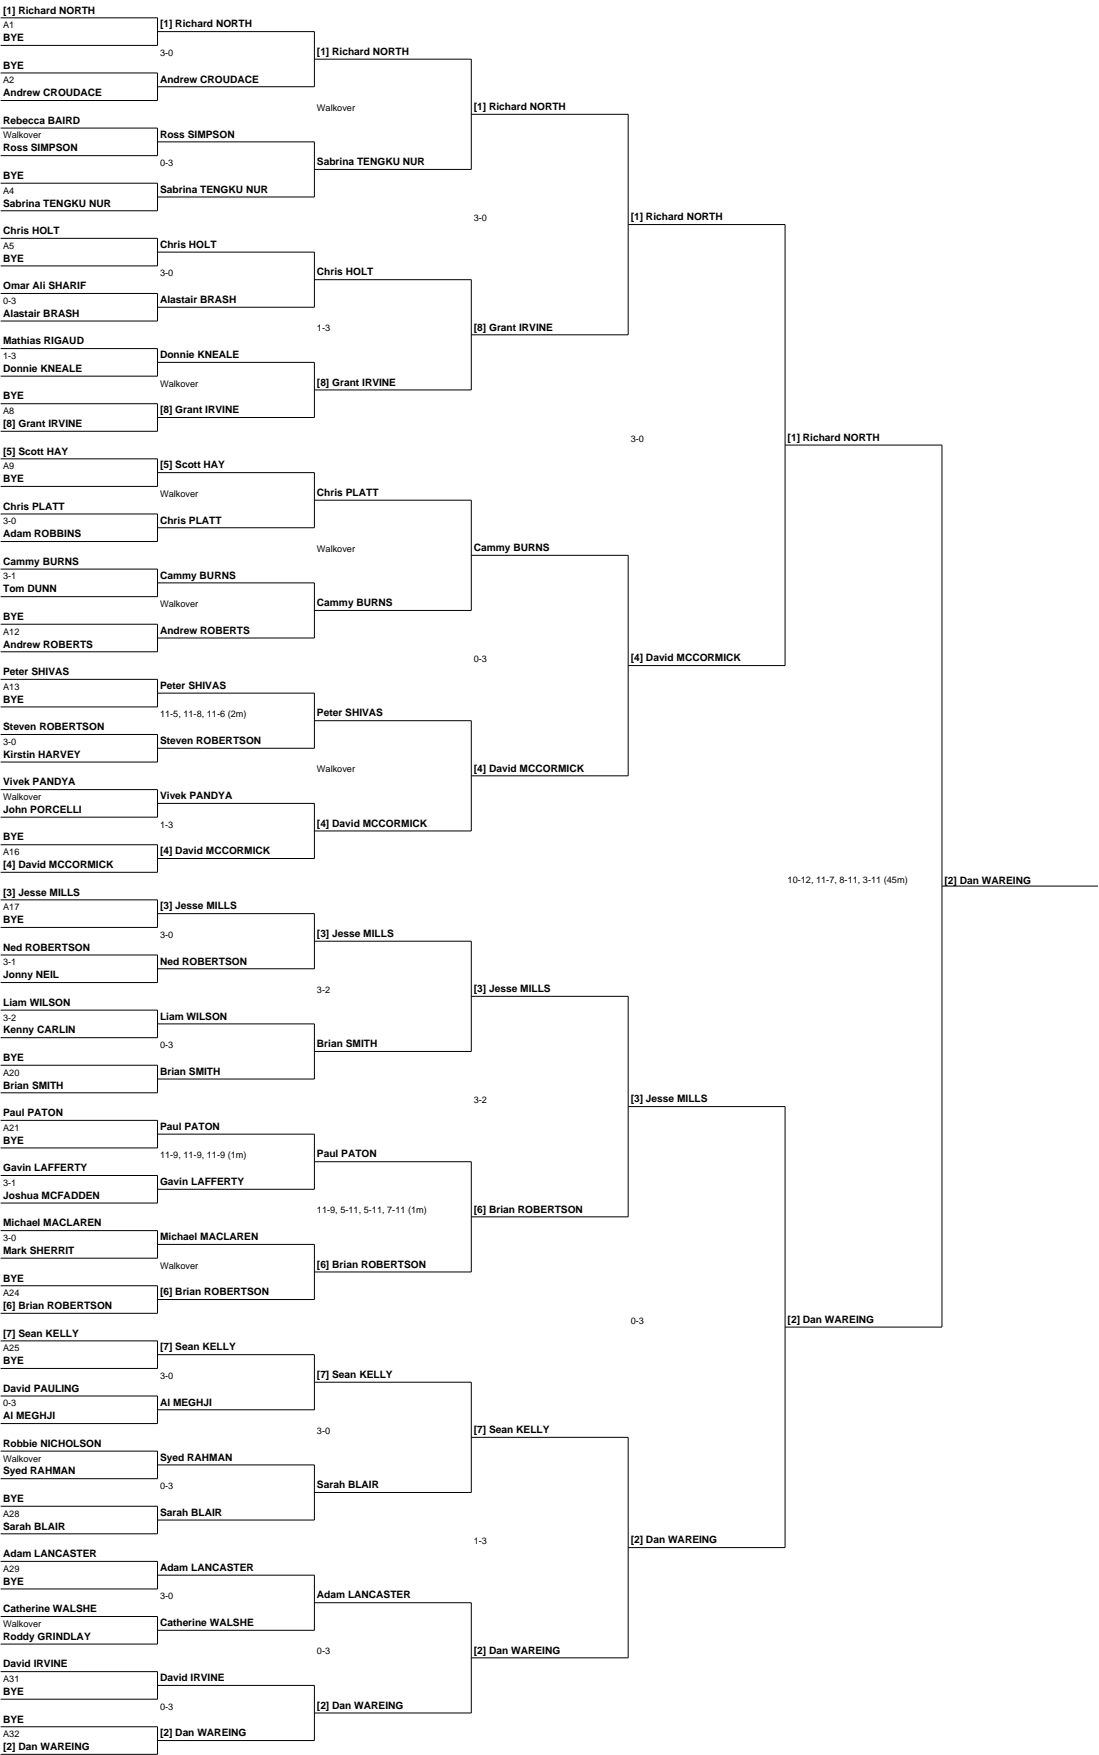 [1] Richard NORTH
A1
BYE
BYE
A2
Andrew CROUDACE
Rebecca BAIRD
Walkover
Ross SIMPSON
BYE
A4
Sabrina TENGKU NUR
Chris HOLT
A5
BYE
Omar Ali SHARIF
0-3
Alastair BRASH
Mathias RIGAUD
1-3
Donnie KNEALE
BYE
A8
[8] Grant IRVINE
[5] Scott HAY
A9
BYE
Chris PLATT
3-0
Adam ROBBINS
Cammy BURNS
3-1
Tom DUNN
BYE
A12
Andrew ROBERTS
Peter SHIVAS
A13
BYE
Steven ROBERTSON
3-0
Kirstin HARVEY
Vivek PANDYA
Walkover
John PORCELLI
BYE
A16
[4] David MCCORMICK
[3] Jesse MILLS
A17
BYE
Ned ROBERTSON
3-1
Jonny NEIL
Liam WILSON
3-2
Kenny CARLIN
BYE
A20
Brian SMITH
Paul PATON
A21
BYE
Gavin LAFFERTY
3-1
Joshua MCFADDEN
Michael MACLAREN
3-0
Mark SHERRIT
BYE
A24
[6] Brian ROBERTSON
[7] Sean KELLY
A25
BYE
David PAULING
0-3
Al MEGHJI
Robbie NICHOLSON
Walkover
Syed RAHMAN
BYE
A28
Sarah BLAIR
Adam LANCASTER
A29
BYE
Catherine WALSHE
Walkover
Roddy GRINDLAY
David IRVINE
A31
BYE
BYE
A32
[2] Dan WAREING
[1] Richard NORTH
3-0
Andrew CROUDACE
Ross SIMPSON
0-3
Sabrina TENGKU NUR
Chris HOLT
3-0
Alastair BRASH
Donnie KNEALE
Walkover
[8] Grant IRVINE
[5] Scott HAY
Walkover
Chris PLATT
Cammy BURNS
Walkover
Andrew ROBERTS
Peter SHIVAS
11-5, 11-8, 11-6 (2m)
Steven ROBERTSON
Vivek PANDYA
1-3
[4] David MCCORMICK
[3] Jesse MILLS
3-0
Ned ROBERTSON
Liam WILSON
0-3
Brian SMITH
Paul PATON
11-9, 11-9, 11-9 (1m)
Gavin LAFFERTY
Michael MACLAREN
Walkover
[6] Brian ROBERTSON
[7] Sean KELLY
3-0
Al MEGHJI
Syed RAHMAN
0-3
Sarah BLAIR
Adam LANCASTER
3-0
Catherine WALSHE
David IRVINE
0-3
[2] Dan WAREING
[1] Richard NORTH
Walkover
Sabrina TENGKU NUR
Chris HOLT
1-3
[8] Grant IRVINE
Chris PLATT
Walkover
Cammy BURNS
Peter SHIVAS
Walkover
[4] David MCCORMICK
[3] Jesse MILLS
3-2
Brian SMITH
Paul PATON
11-9, 5-11, 5-11, 7-11 (1m)
[6] Brian ROBERTSON
[7] Sean KELLY
3-0
Sarah BLAIR
Adam LANCASTER
0-3
[2] Dan WAREING
[1] Richard NORTH
3-0
[8] Grant IRVINE
Cammy BURNS
0-3
[4] David MCCORMICK
[3] Jesse MILLS
3-2
[6] Brian ROBERTSON
[7] Sean KELLY
1-3
[2] Dan WAREING
[1] Richard NORTH
3-0
[4] David MCCORMICK
[3] Jesse MILLS
0-3
[2] Dan WAREING
[1] Richard NORTH
10-12, 11-7, 8-11, 3-11 (45m)
[2] Dan WAREING
[2] Dan WAREING